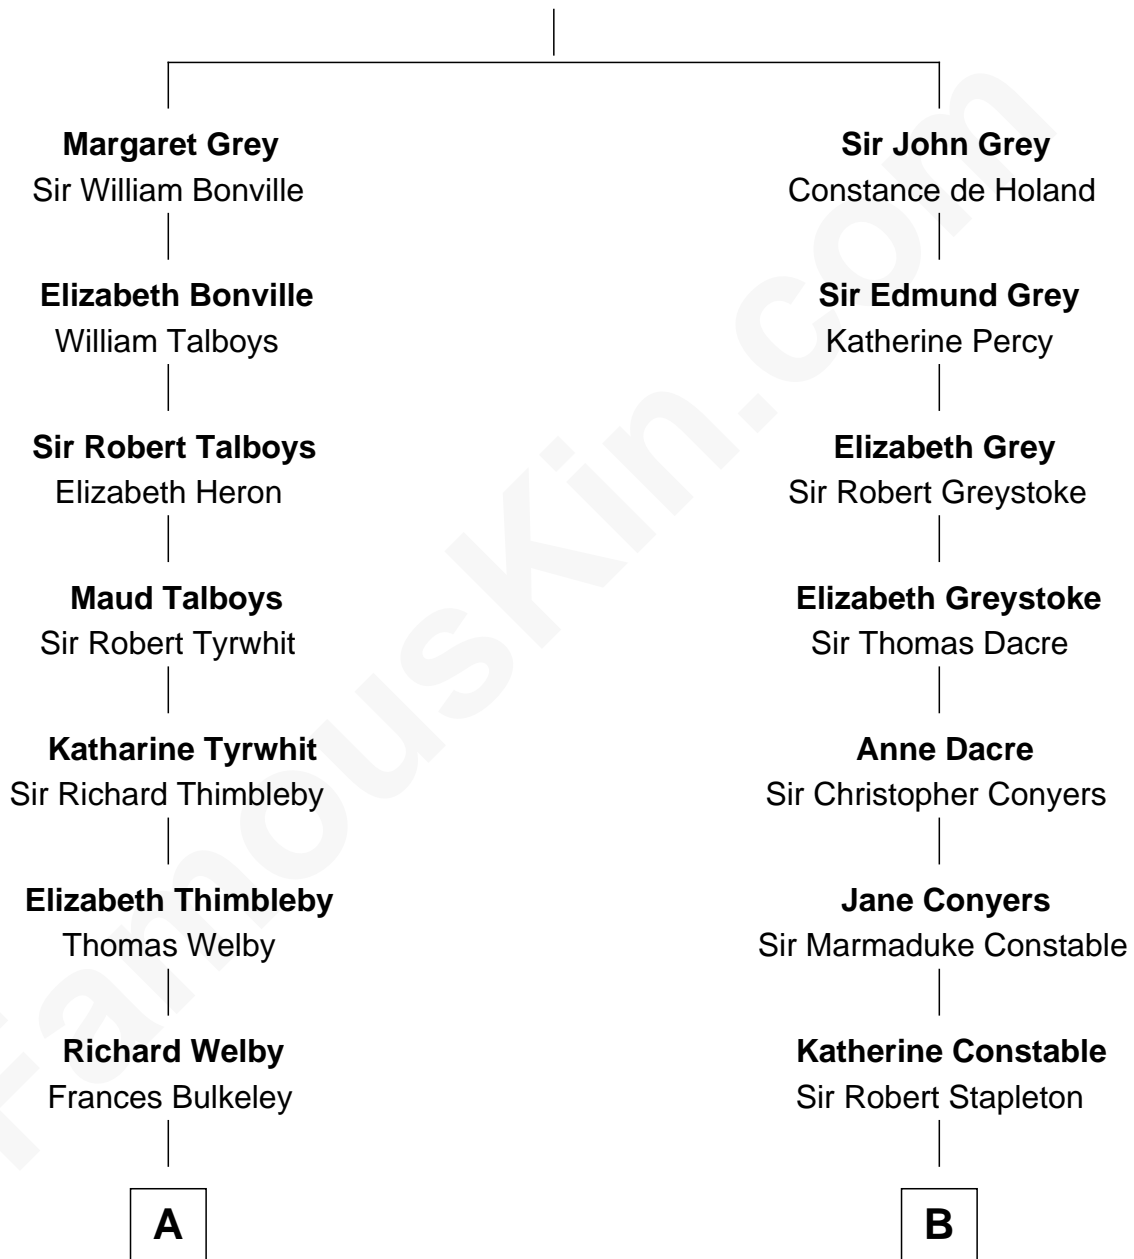 Margaret Grey
Sir William Bonville
Elizabeth Bonville
William Talboys
Sir Robert Talboys
Elizabeth Heron
Maud Talboys
Sir Robert Tyrwhit
Katharine Tyrwhit
Sir Richard Thimbleby
Elizabeth Thimbleby
Thomas Welby
Richard Welby
Frances Bulkeley
A
Sir John Grey
Constance de Holand
Sir Edmund Grey
Katherine Percy
Elizabeth Grey
Sir Robert Greystoke
Elizabeth Greystoke
Sir Thomas Dacre
Anne Dacre
Sir Christopher Conyers
Jane Conyers
Sir Marmaduke Constable
Katherine Constable
Sir Robert Stapleton
B
FamousKin.com